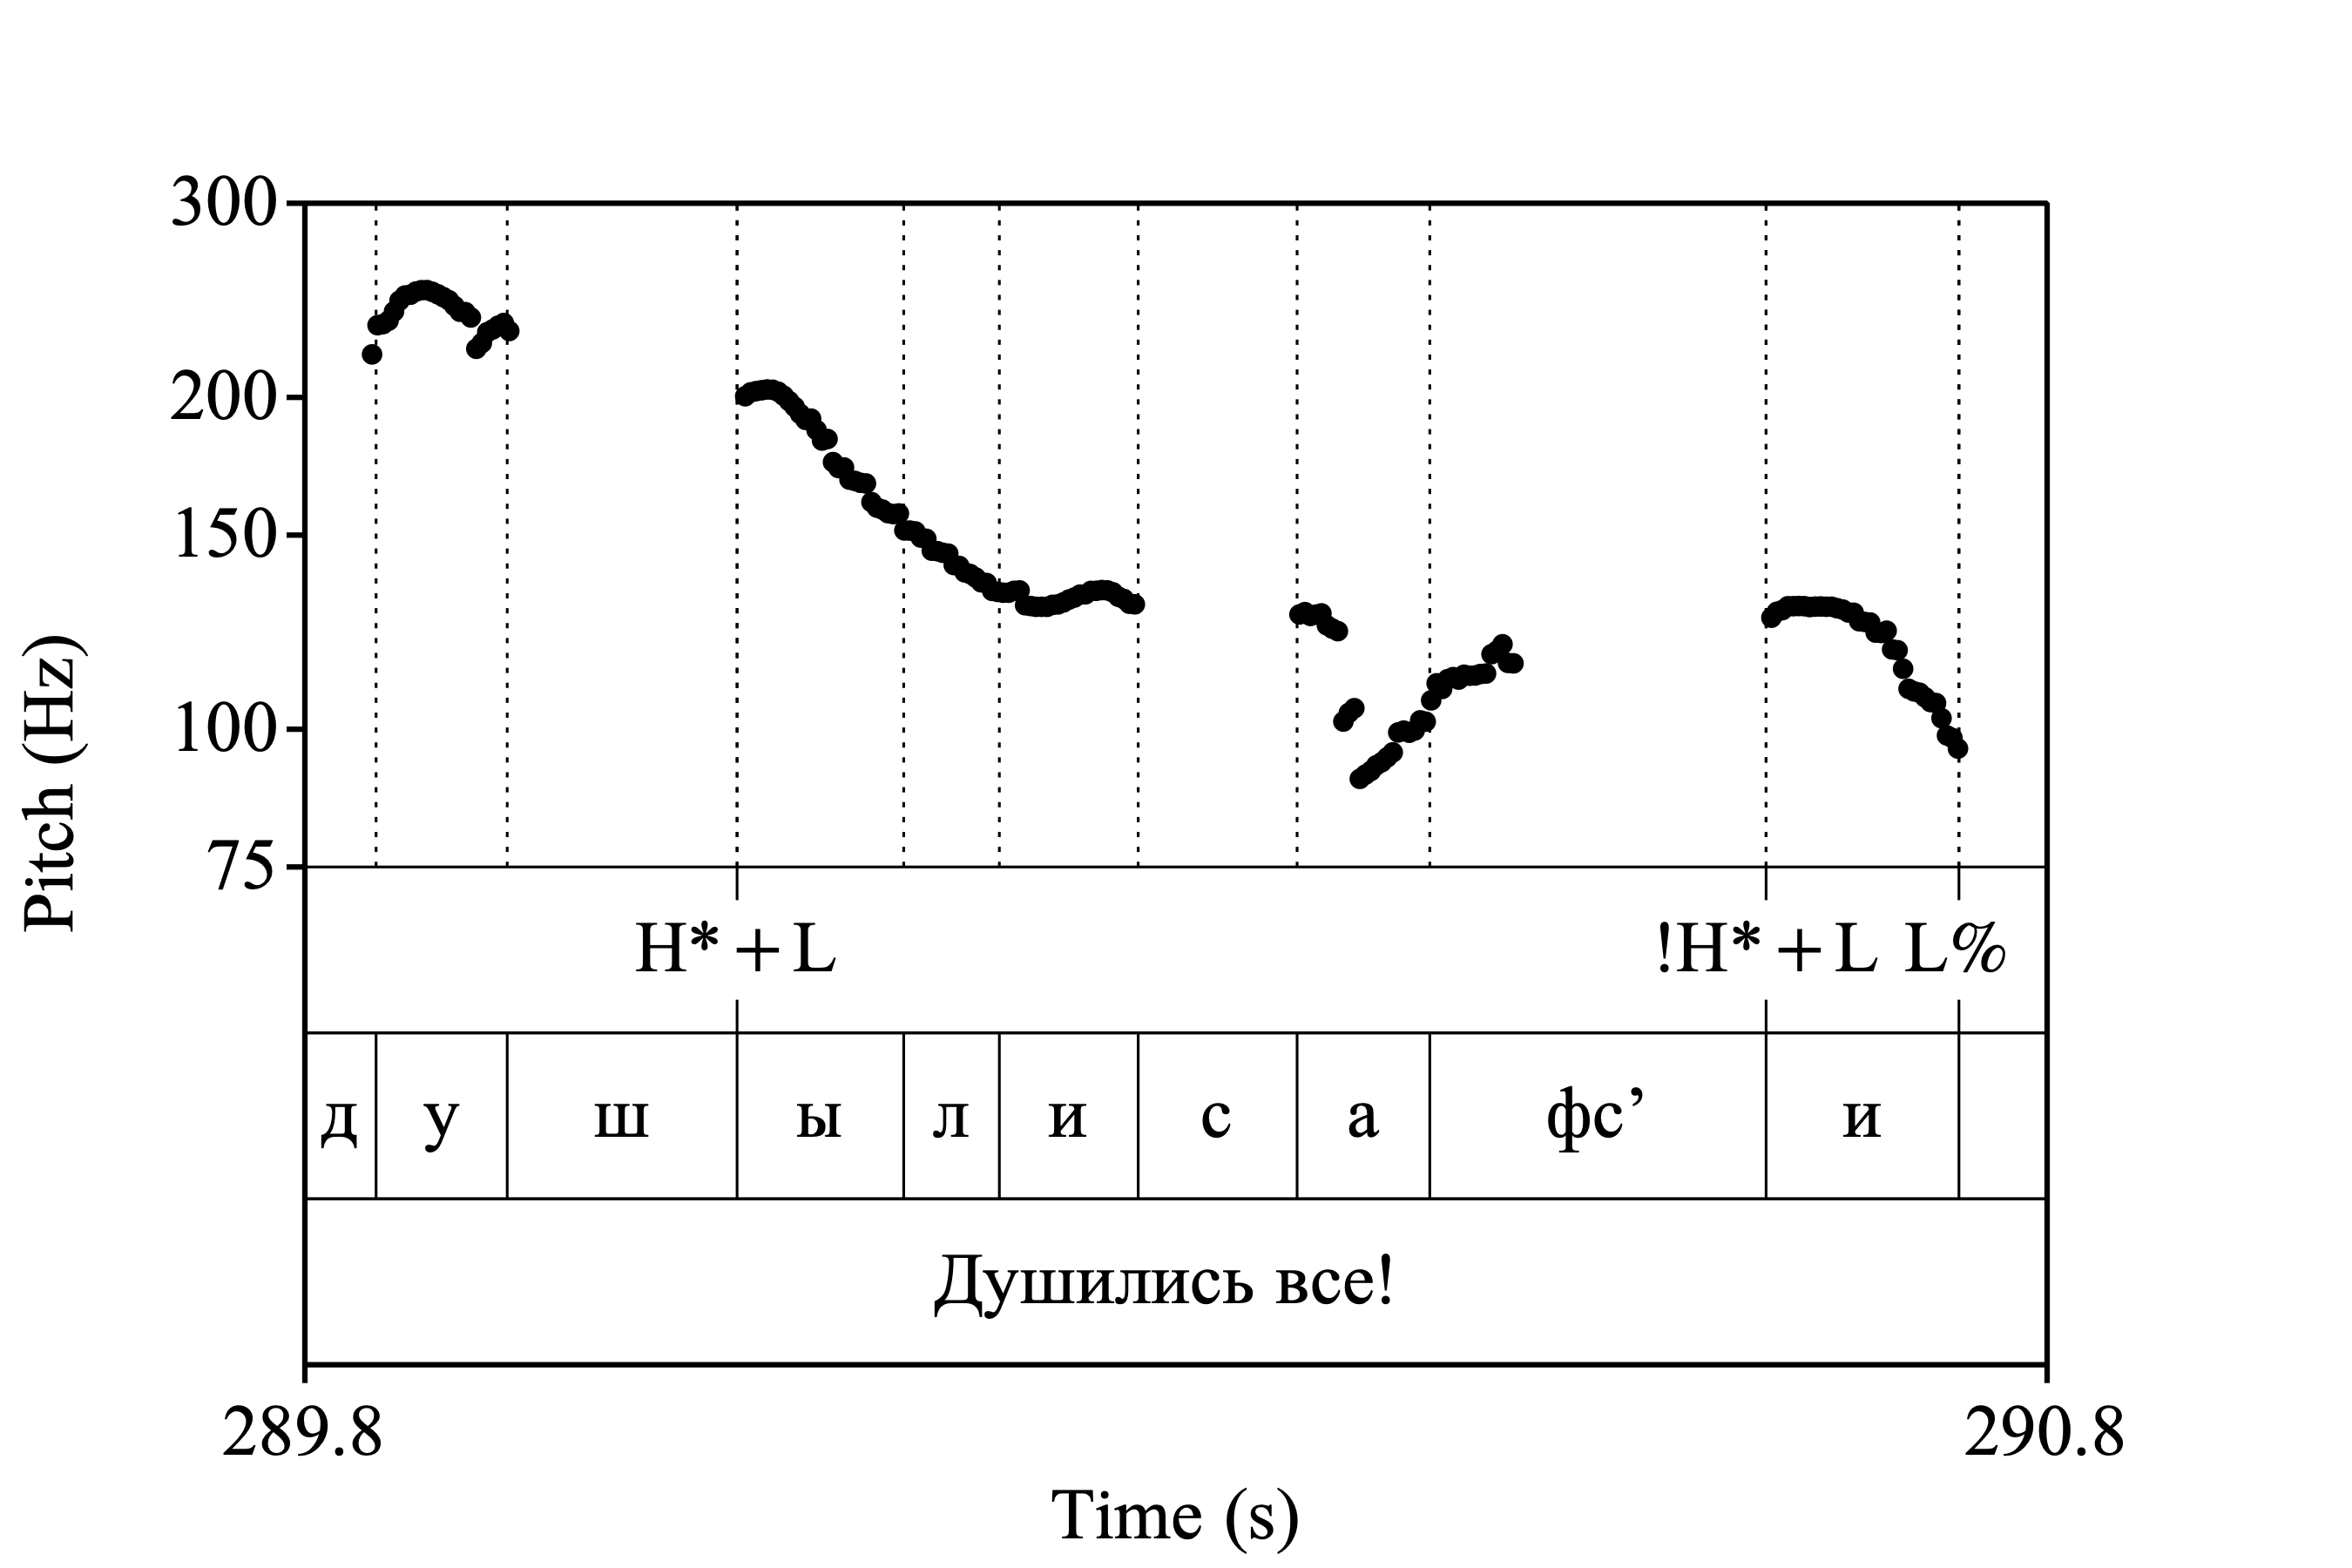 300
200
150
100
75
Pitch (Hz)
H* + L !H* + L L%
д у ш ы л и с а фс’ и
Душились все!
289.8 290.8
Time (s)